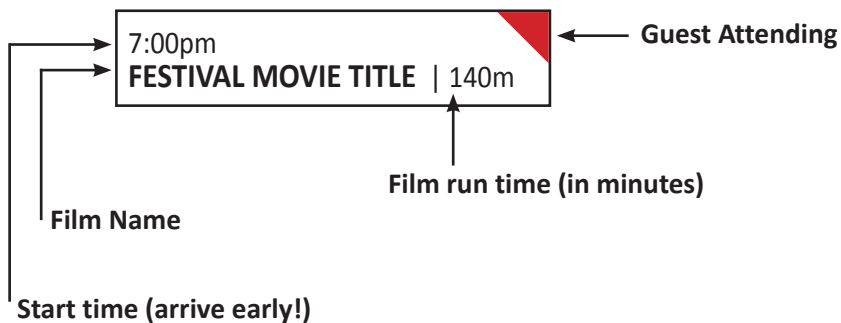 7:00pm
FESTIVAL MOVIE TITLE | 140m
Guest Attending
Film run time (in minutes)
Film Name
Start time (arrive early!)